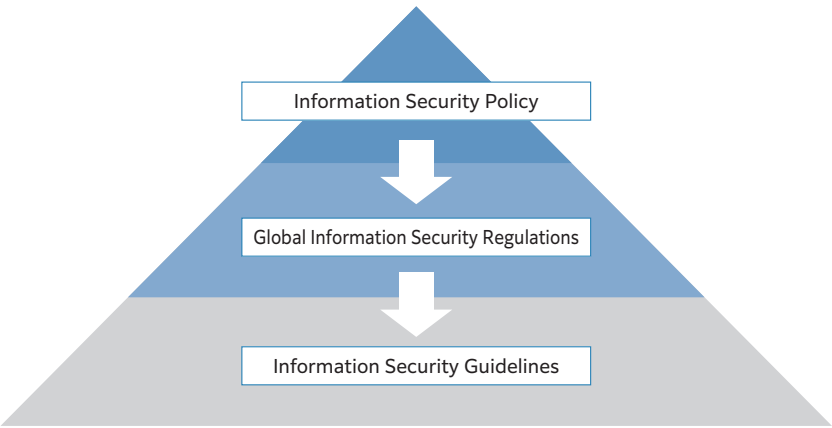 Information Security Policy
Global Information Security Regulations
Information Security Guidelines